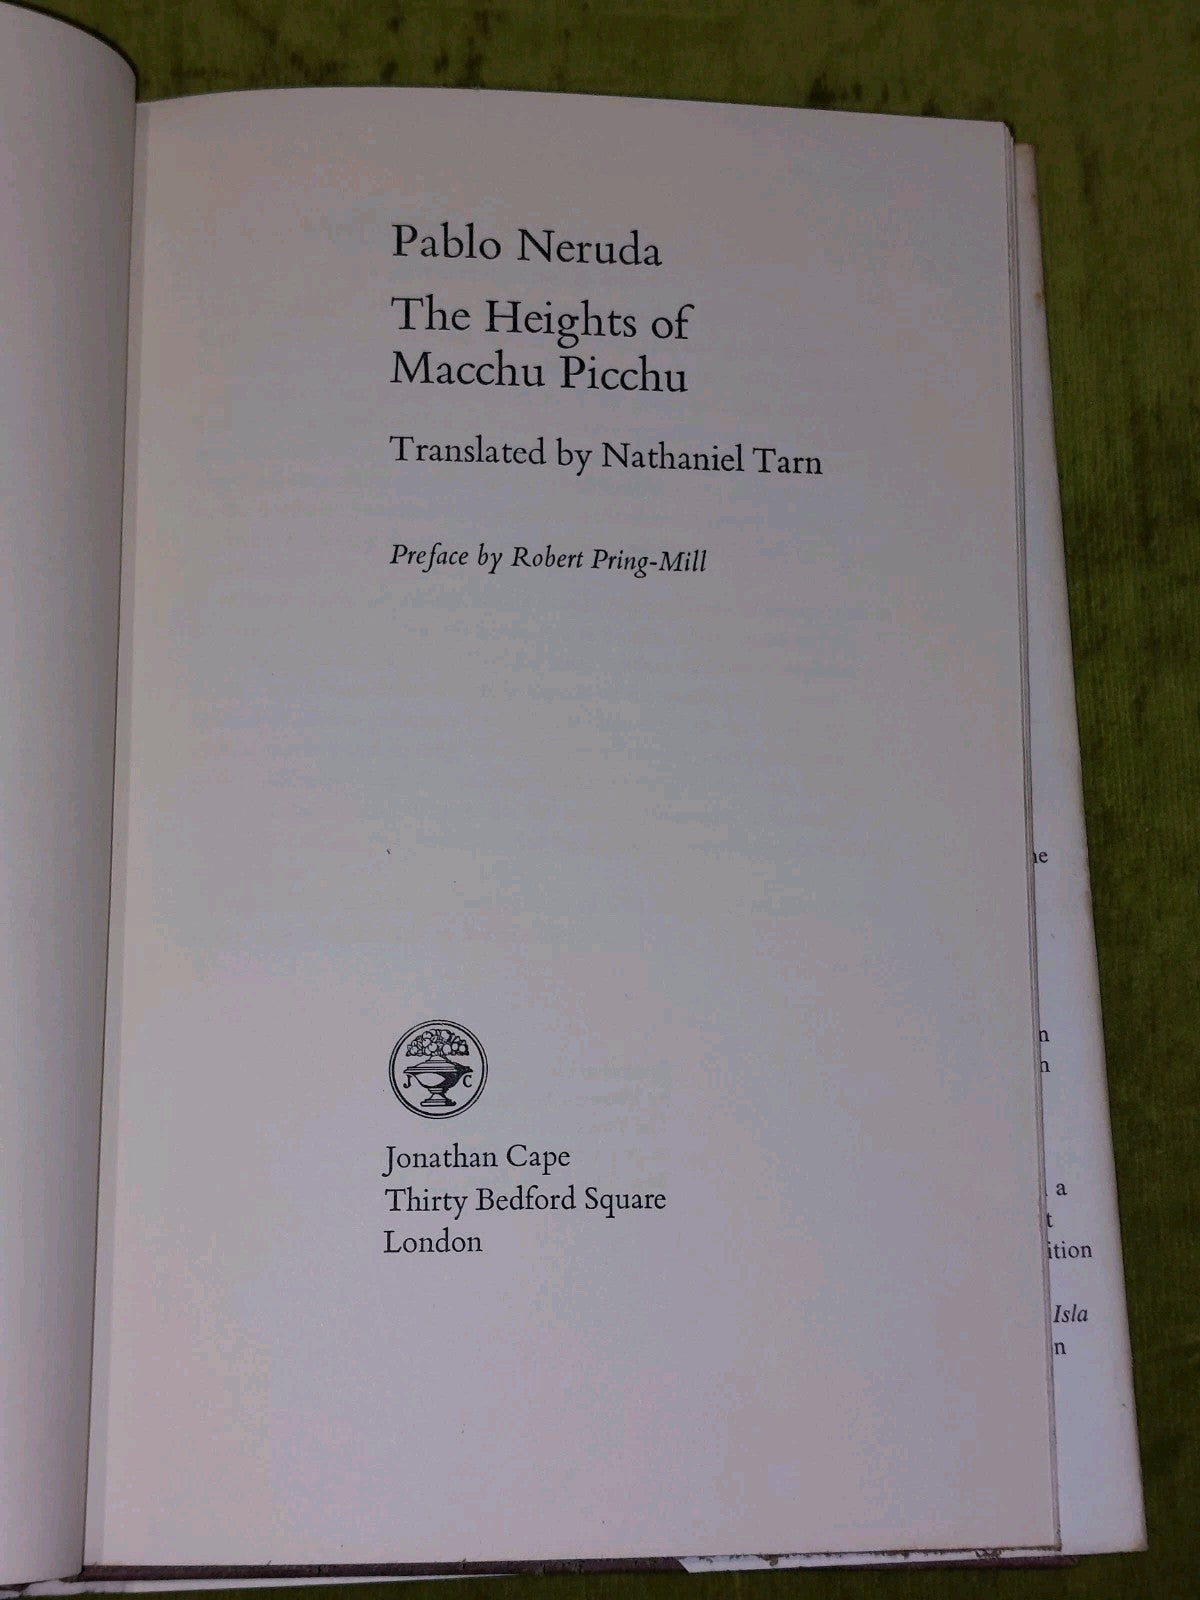 Pablo Neruda
The Heights of
Macchu Picchu
Translated by Nathaniel Tarn
Preface by Robert Pring-Mill
J C
Jonathan Cape
Thirty Bedford Square
London
a
Isla